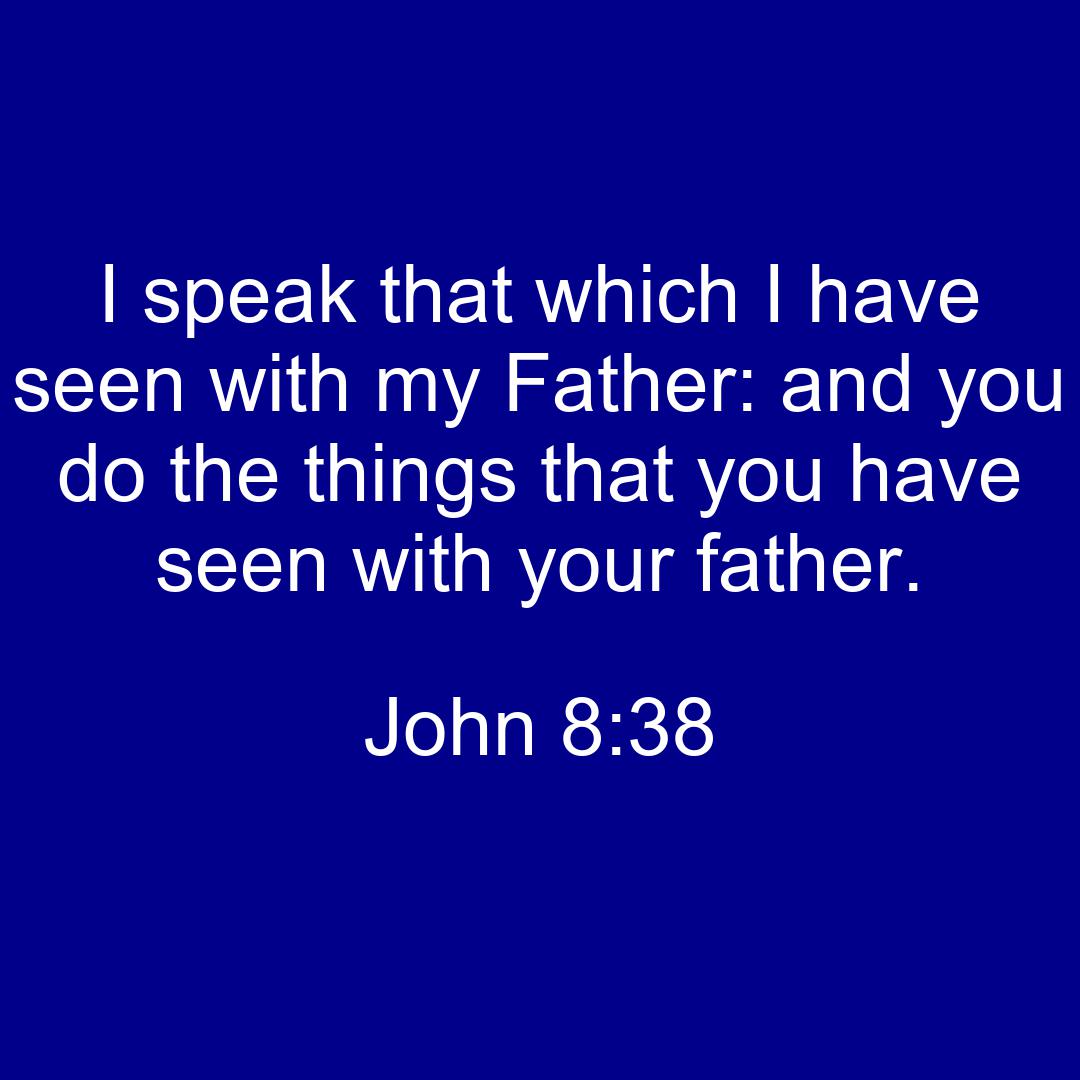 I speak that which I have
seen with my Father: and you
do the things that you have
seen with your father.
John 8:38